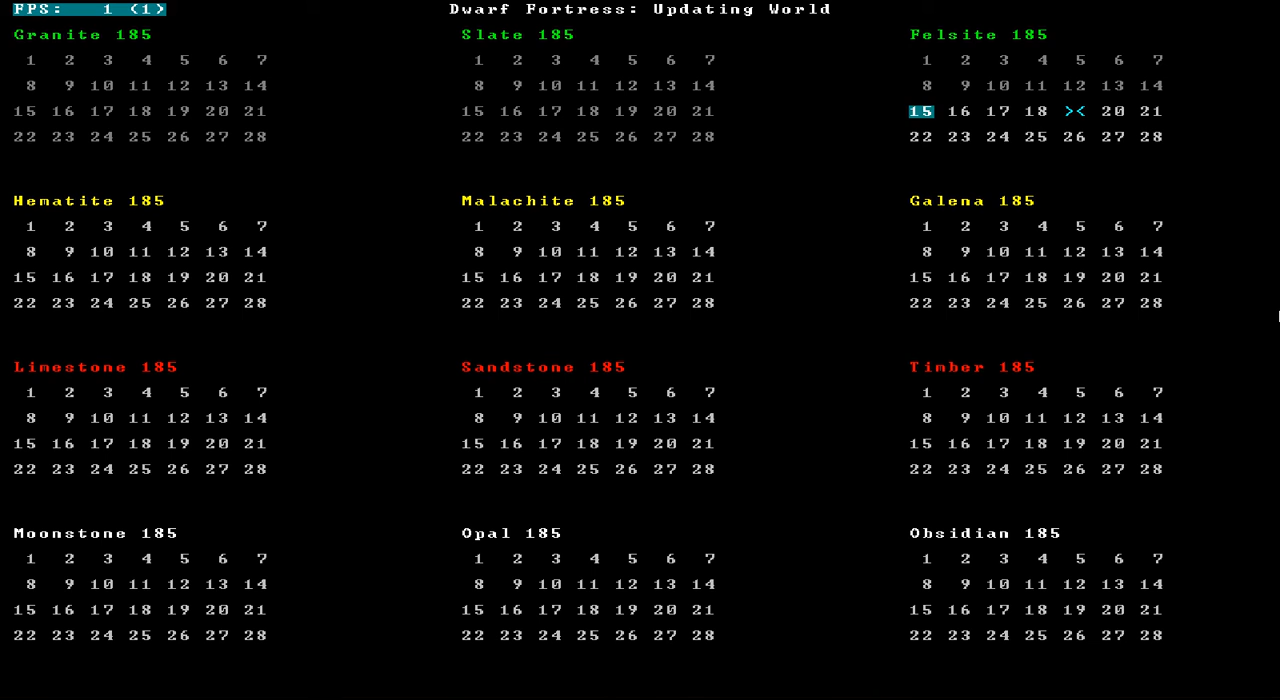 FPS: 1 (1) Dwarf Fortress: Updating World
Granite 185 Slate 185 Felsite 185
1 2 3 4 5 6 7 1 2 3 4 5 6 7 1 2 3 4 5 6 7
8 9 10 11 12 13 14 8 9 10 11 12 13 14 8 9 10 11 12 13 14
15 16 17 18 19 20 21 15 16 17 18 19 20 21 15 16 17 18 >< 20 21
22 23 24 25 26 27 28 22 23 24 25 26 27 28 22 23 24 25 26 27 28
Hematite 185 Malachite 185 Galena 185
1 2 3 4 5 6 7 1 2 3 4 5 6 7 1 2 3 4 5 6 7
8 9 10 11 12 13 14 8 9 10 11 12 13 14 8 9 10 11 12 13 14
15 16 17 18 19 20 21 15 16 17 18 19 20 21 15 16 17 18 19 20 21
22 23 24 25 26 27 28 22 23 24 25 26 27 28 22 23 24 25 26 27 28
Limestone 185 Sandstone 185 Timber 185
1 2 3 4 5 6 7 1 2 3 4 5 6 7 1 2 3 4 5 6 7
8 9 10 11 12 13 14 8 9 10 11 12 13 14 8 9 10 11 12 13 14
15 16 17 18 19 20 21 15 16 17 18 19 20 21 15 16 17 18 19 20 21
22 23 24 25 26 27 28 22 23 24 25 26 27 28 22 23 24 25 26 27 28
Moonstone 185 Opal 185 Obsidian 185
1 2 3 4 5 6 7 1 2 3 4 5 6 7 1 2 3 4 5 6 7
8 9 10 11 12 13 14 8 9 10 11 12 13 14 8 9 10 11 12 13 14
15 16 17 18 19 20 21 15 16 17 18 19 20 21 15 16 17 18 19 20 21
22 23 24 25 26 27 28 22 23 24 25 26 27 28 22 23 24 25 26 27 28